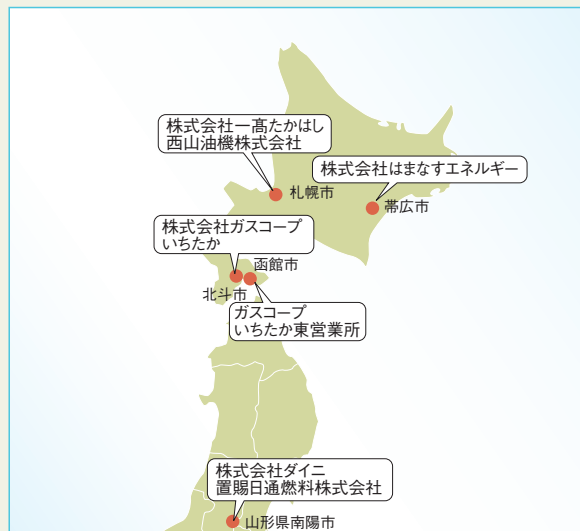 株式会社一髙たかはし
西山油機株式会社
札幌市
株式会社はまなすエネルギー
帯広市
株式会社ガスコープ
いちたか
函館市
北斗市
ガスコープ
いちたか東営業所
株式会社ダイニ
置賜日通燃料株式会社
山形県南陽市